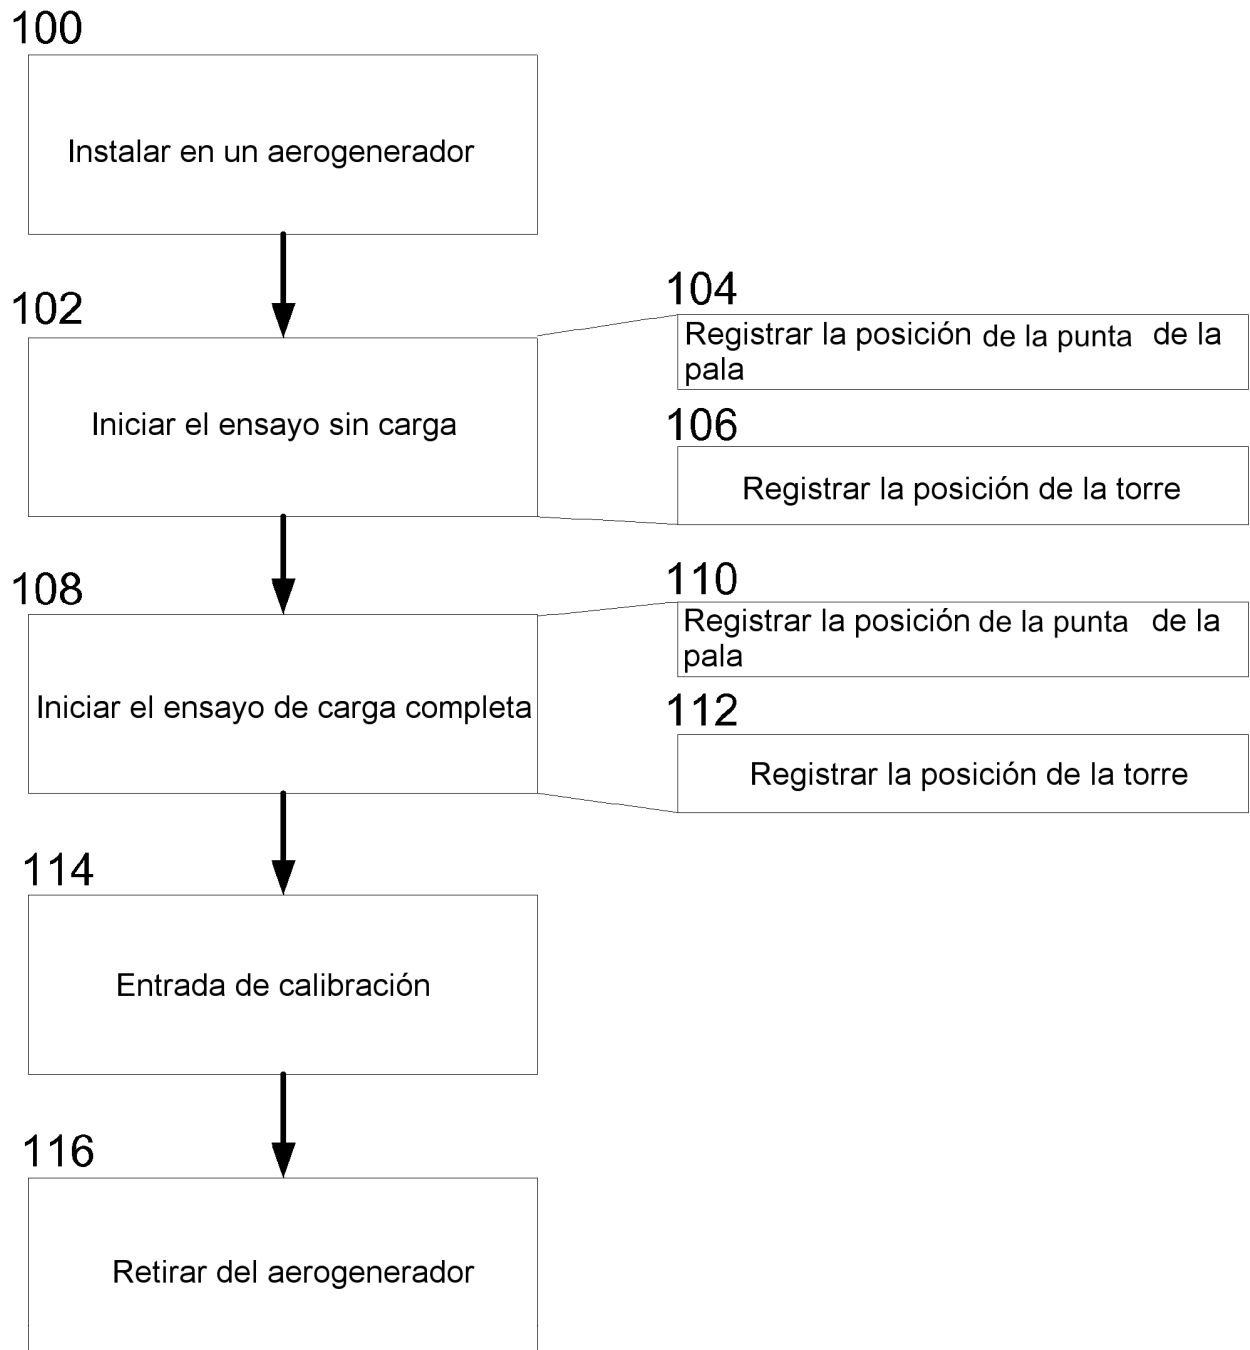 100
Instalar en un aerogenerador
102
Iniciar el ensayo sin carga
104
Registrar la posición de la punta de la
pala
106
Registrar la posición de la torre
108
Iniciar el ensayo de carga completa
110
Registrar la posición de la punta de la
pala
112
Registrar la posición de la torre
114
Entrada de calibración
116
Retirar del aerogenerador